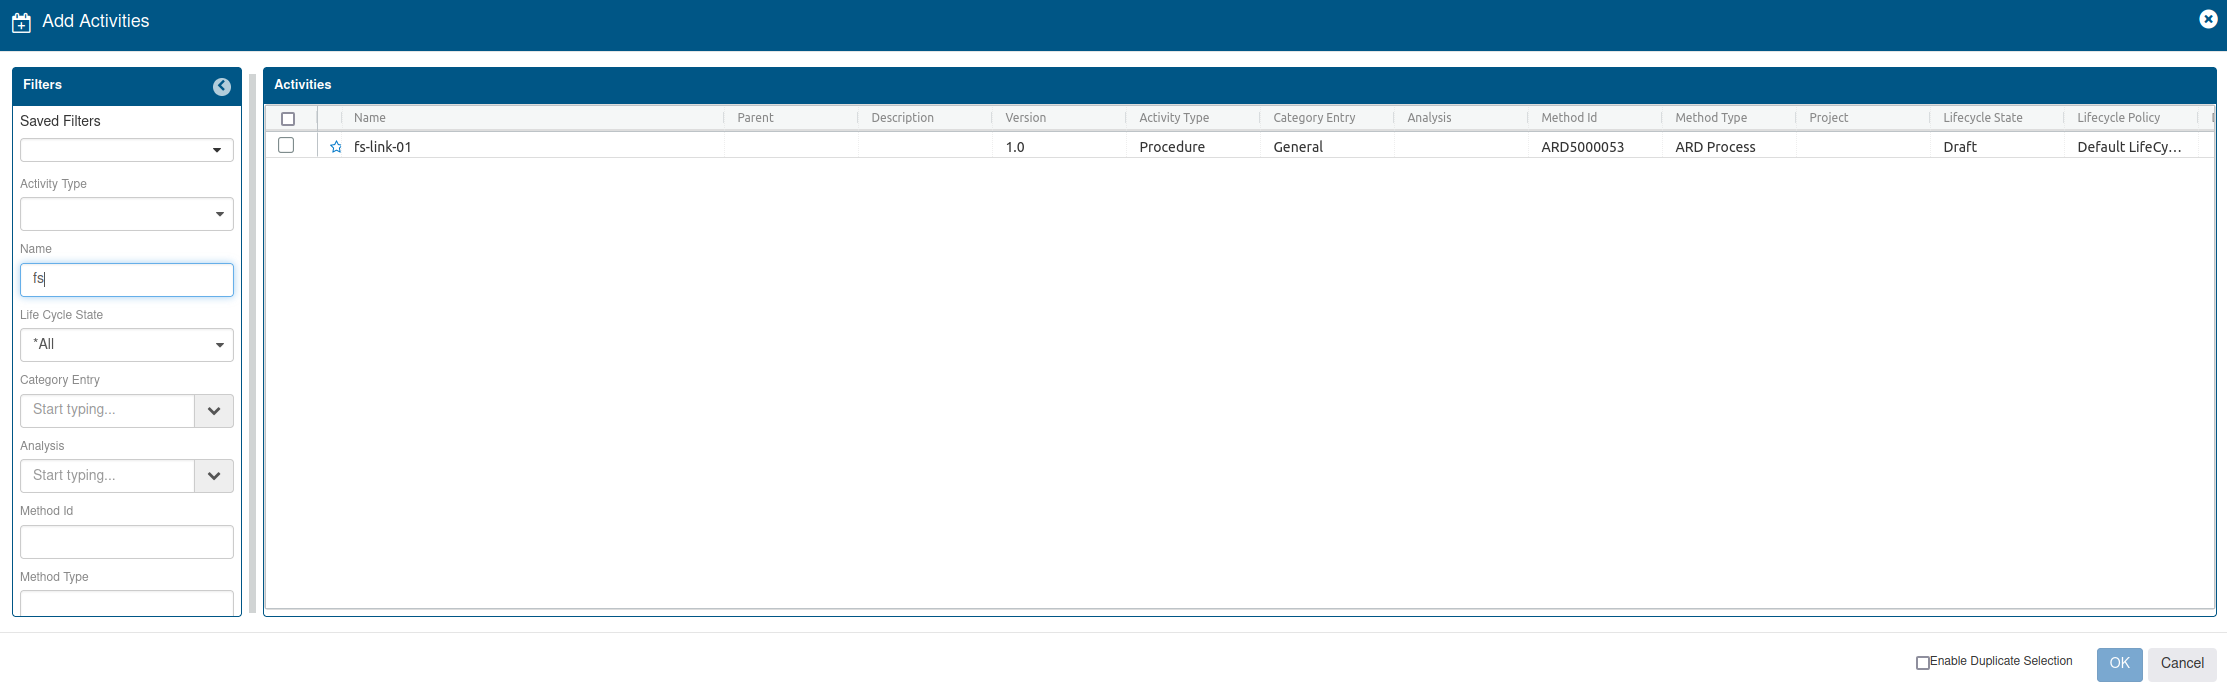 Add Activities
Filters
Saved Filters
Activity Type
Name
fs
Life Cycle State
*All
Category Entry
Start typing...
Analysis
Start typing...
Method Id
Method Type
Activities
Name Parent Description Version Activity Type Category Entry Analysis Method Id Method Type Project Lifecycle State Lifecycle Policy
fs-link-01 1.0 Procedure General ARD5000053 ARD Process Draft Default LifeCy...
Enable Duplicate Selection OK Cancel